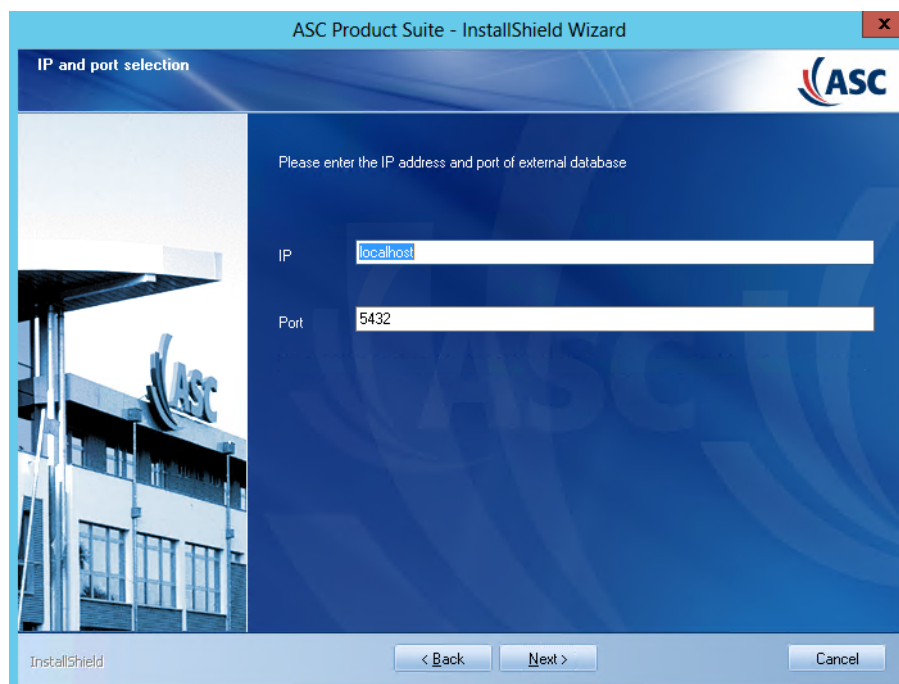 ASC Product Suite - InstallShield Wizard
x
IP and port selection
ASC
Please enter the IP address and port of external database
IP
localhost
Port
5432
ASC
ASC
InstallShield
< Back
Next >
Cancel